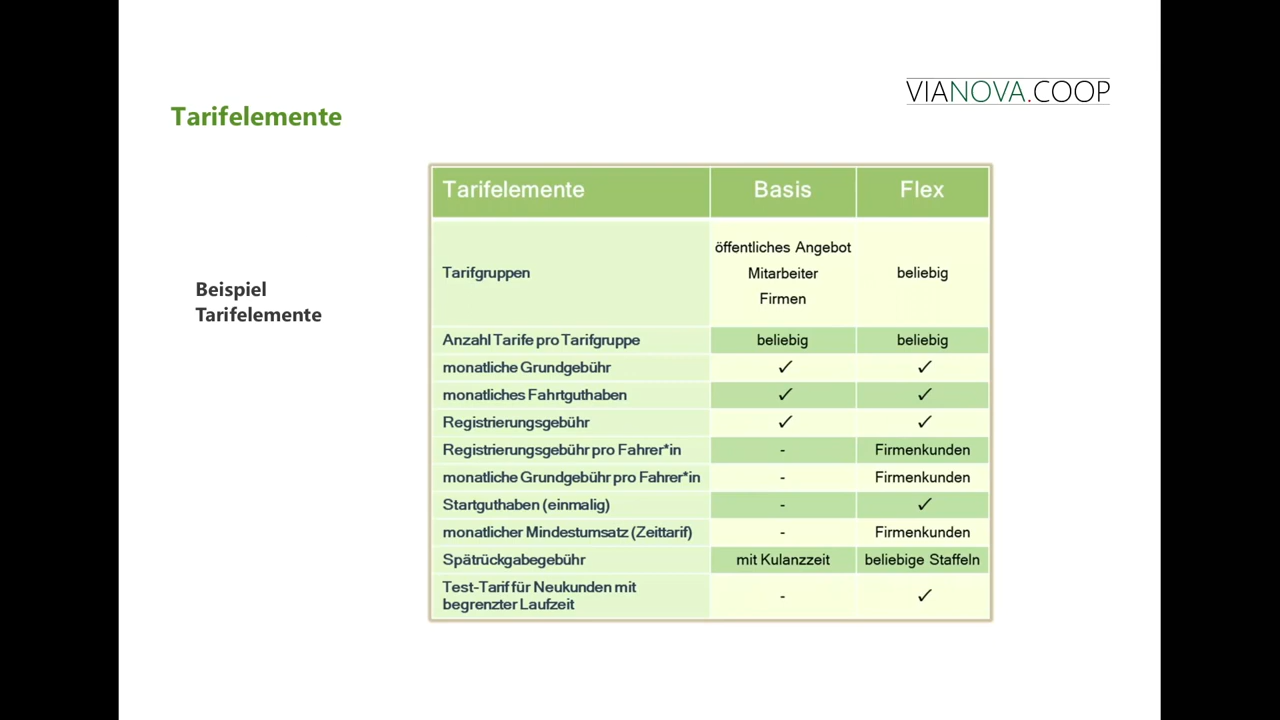 VIANOVA.COOP
Tarifelemente
Beispiel
Tarifelemente
Tarifelemente Basis Flex
Tarifgruppen öffentliches Angebot Mitarbeiter Firmen beliebig
Anzahl Tarife pro Tarifgruppe beliebig beliebig
monatliche Grundgebühr ✓ ✓
monatliches Fahrtguthaben ✓ ✓
Registrierungsgebühr ✓ ✓
Registrierungsgebühr pro Fahrer*in - Firmenkunden
monatliche Grundgebühr pro Fahrer*in - Firmenkunden
Startguthaben (einmalig) - ✓
monatlicher Mindestumsatz (Zeittarif) - Firmenkunden
Spätrückgabegebühr mit Kulanzzeit beliebige Staffeln
Test-Tarif für Neukunden mit
begrenzter Laufzeit - ✓